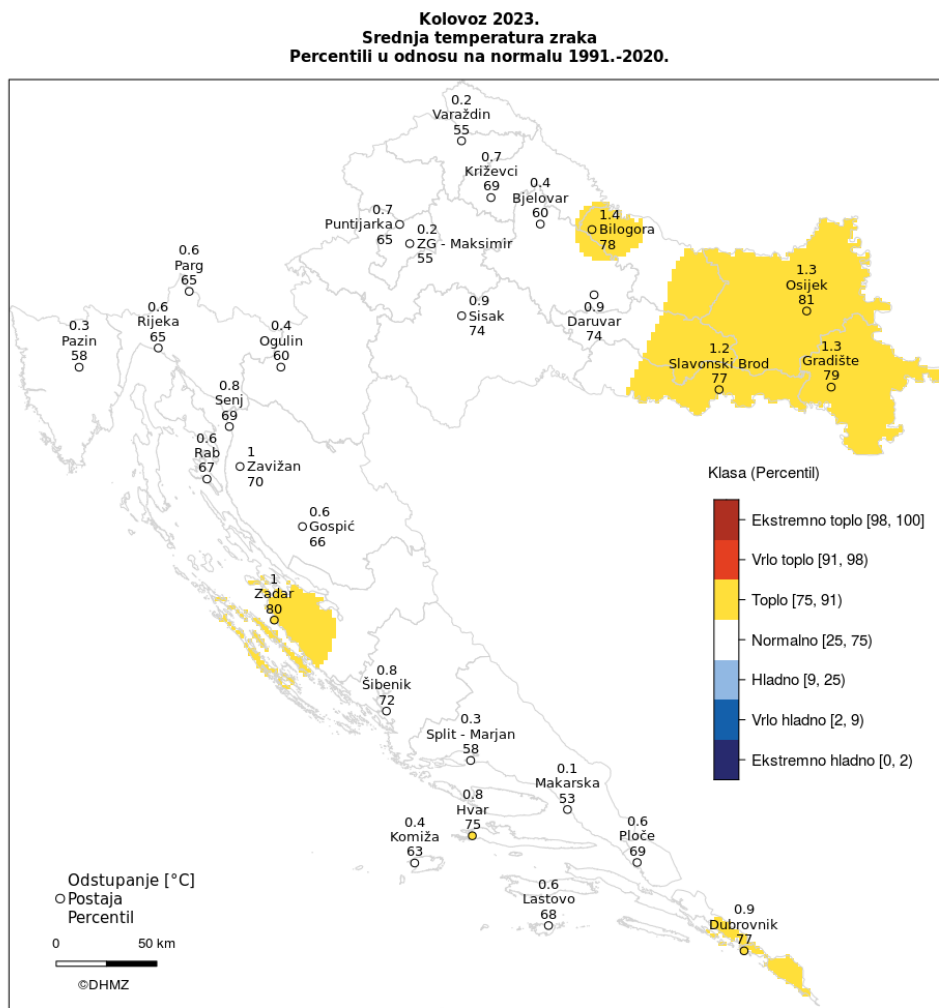 Kolovoz 2023.
Srednja temperatura zraka
Percentili u odnosu na normalu 1991.-2020.
0.2
Varaždin
55
0.7
Križevci
69
0.4
Bjelovar
60
1.4
Bilogora
78
0.7
Puntijarka
65
0.2
ZG - Maksimir
55
0.6
Parg
65
1.3
Osijek
81
0.3
Pazin
58
0.6
Rijeka
65
0.4
Ogulin
60
0.9
Sisak
74
0.9
Daruvar
74
1.2
Slavonski Brod
77
1.3
Gradište
79
0.8
Senj
69
0.6
Rab
67
1
Zavižan
70
0.6
Gospić
66
1
Zadar
80
0.8
Šibenik
72
0.3
Split - Marjan
58
0.1
Makarska
53
0.8
Hvar
75
0.4
Komiža
63
0.6
Ploče
69
0.6
Lastovo
68
0.9
Dubrovnik
77
Klasa (Percentil)
Ekstremno toplo [98, 100]
Vrlo toplo [91, 98)
Toplo [75, 91)
Normalno [25, 75)
Hladno [9, 25)
Vrlo hladno [2, 9)
Ekstremno hladno [0, 2)
Odstupanje [°C]
Postaja
Percentil
0 50 km
©DHMZ